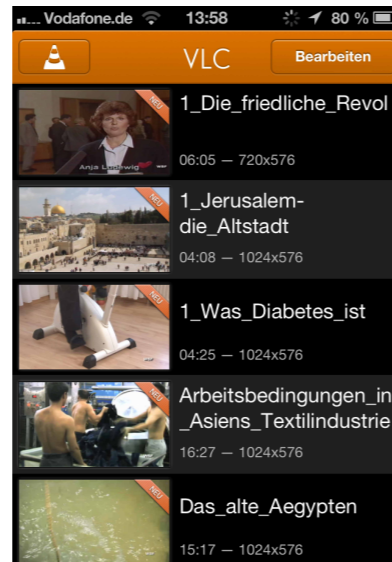 Vodafone.de 13:58 80 %
VLC Bearbeiten
NEU
1_Die_friedliche_Revol
Anja Ludewig
06:05 — 720x576
NEU
1_Jerusalem-
die_Altstadt
04:08 — 1024x576
NEU
1_Was_Diabetes_ist
04:25 — 1024x576
NEU
Arbeitsbedingungen_in
_Asiens_Textilindustrie
16:27 — 1024x576
NEU
Das_alte_Aegypten
15:17 — 1024x576